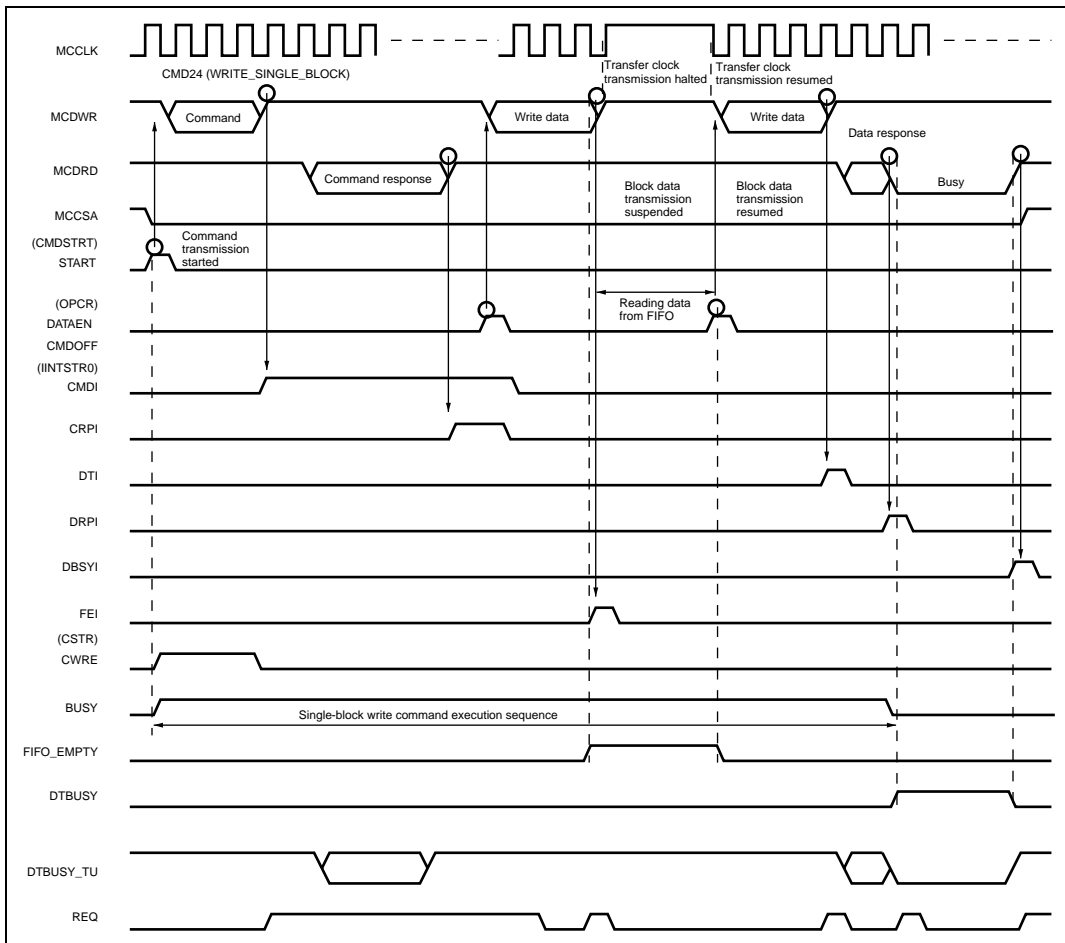 MCCLK
Transfer clock
transmission halted
Transfer clock
transmission resumed
CMD24 (WRITE_SINGLE_BLOCK)
MCDWR
Command
Write data
Write data
Data response
MCDRD
Command response
Busy
Block data
transmission
suspended
Block data
transmission
resumed
MCCSA
(CMDSTRT)
START
Command
transmission
started
(OPCR)
DATAEN
Reading data
from FIFO
CMDOFF
(IINTSTR0)
CMDI
CRPI
DTI
DRPI
DBSYI
FEI
(CSTR)
CWRE
BUSY
Single-block write command execution sequence
FIFO_EMPTY
DTBUSY
DTBUSY_TU
REQ